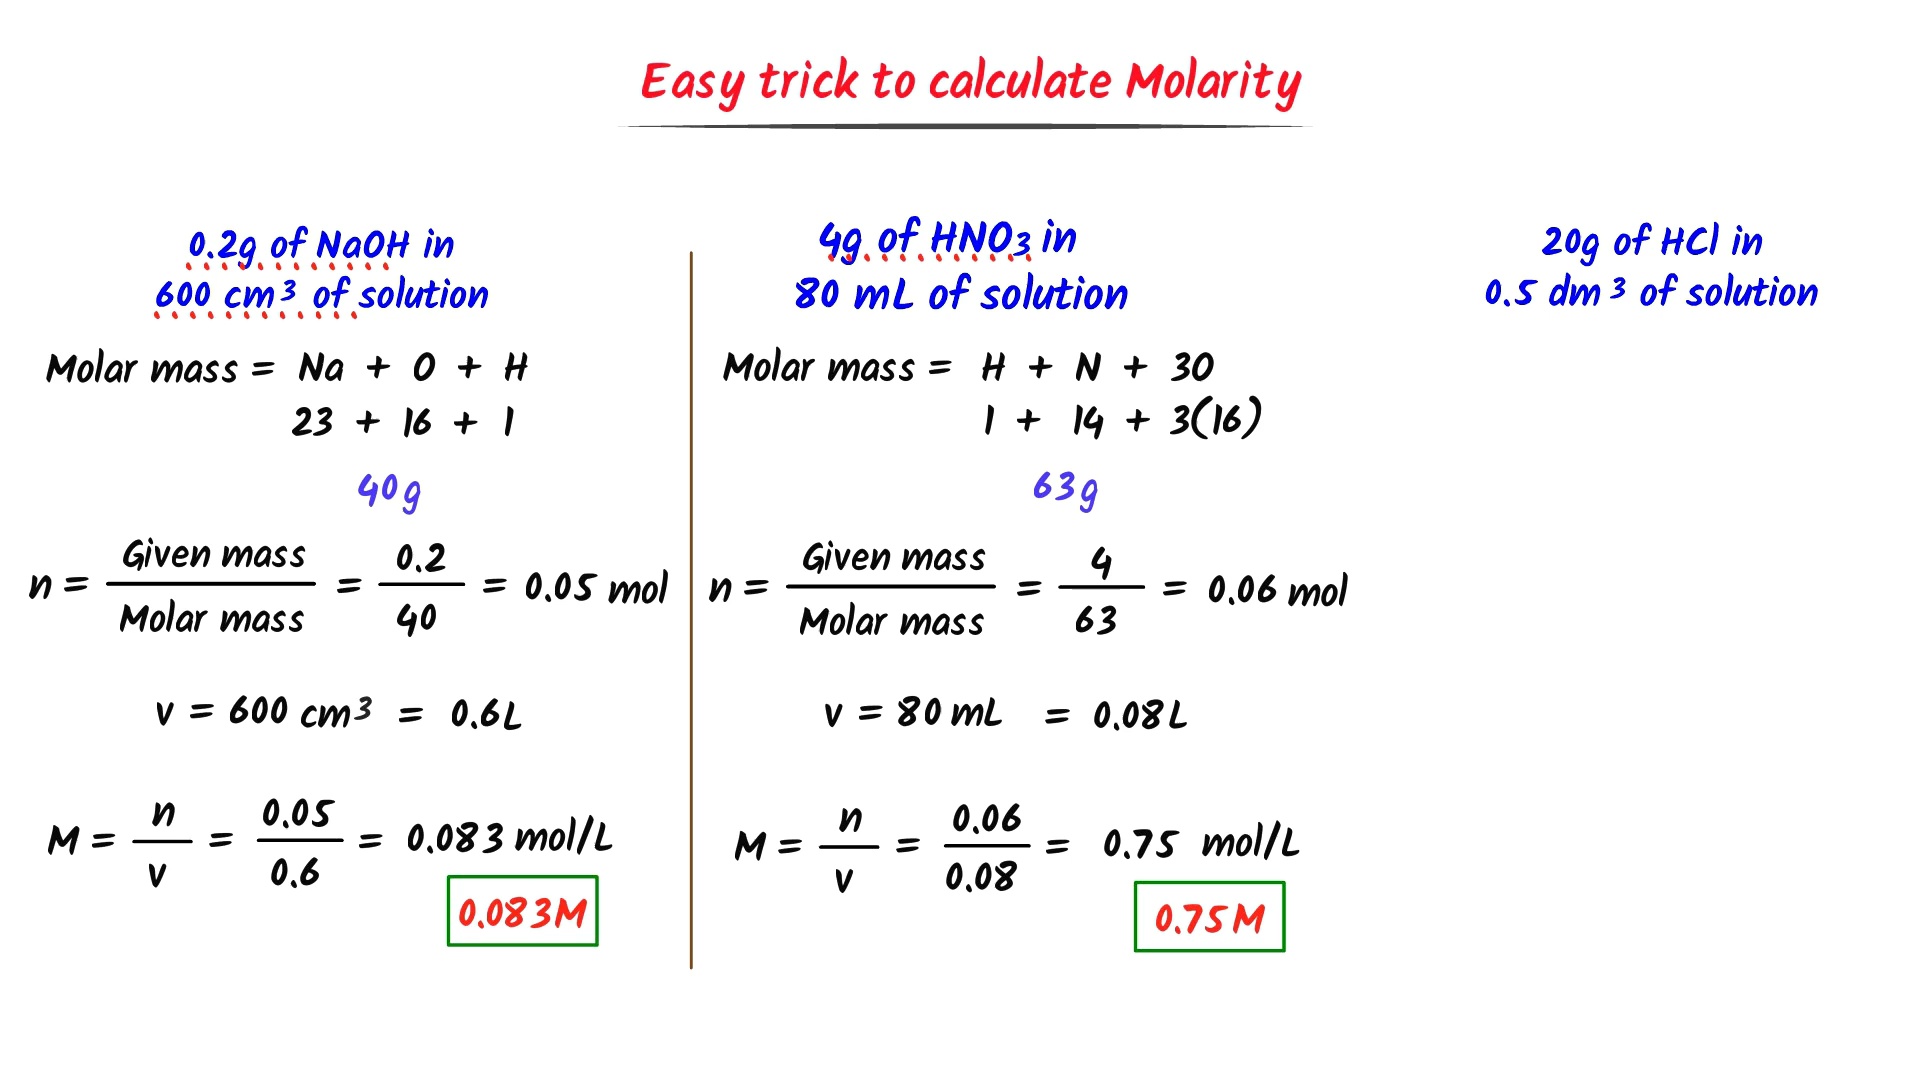 Easy trick to calculate Molarity
0.2g of NaOH in
600 cm³ of solution
Molar mass = Na + O + H
23 + 16 + 1
40g
n = Given mass / Molar mass = 0.2 / 40 = 0.05 mol
v = 600 cm³ = 0.6L
M = n / v = 0.05 / 0.6 = 0.083 mol/L
0.083M
4g of HNO₃ in
80 mL of solution
Molar mass = H + N + 3O
1 + 14 + 3(16)
63g
n = Given mass / Molar mass = 4 / 63 = 0.06 mol
v = 80 mL = 0.08L
M = n / v = 0.06 / 0.08 = 0.75 mol/L
0.75M
20g of HCl in
0.5 dm³ of solution